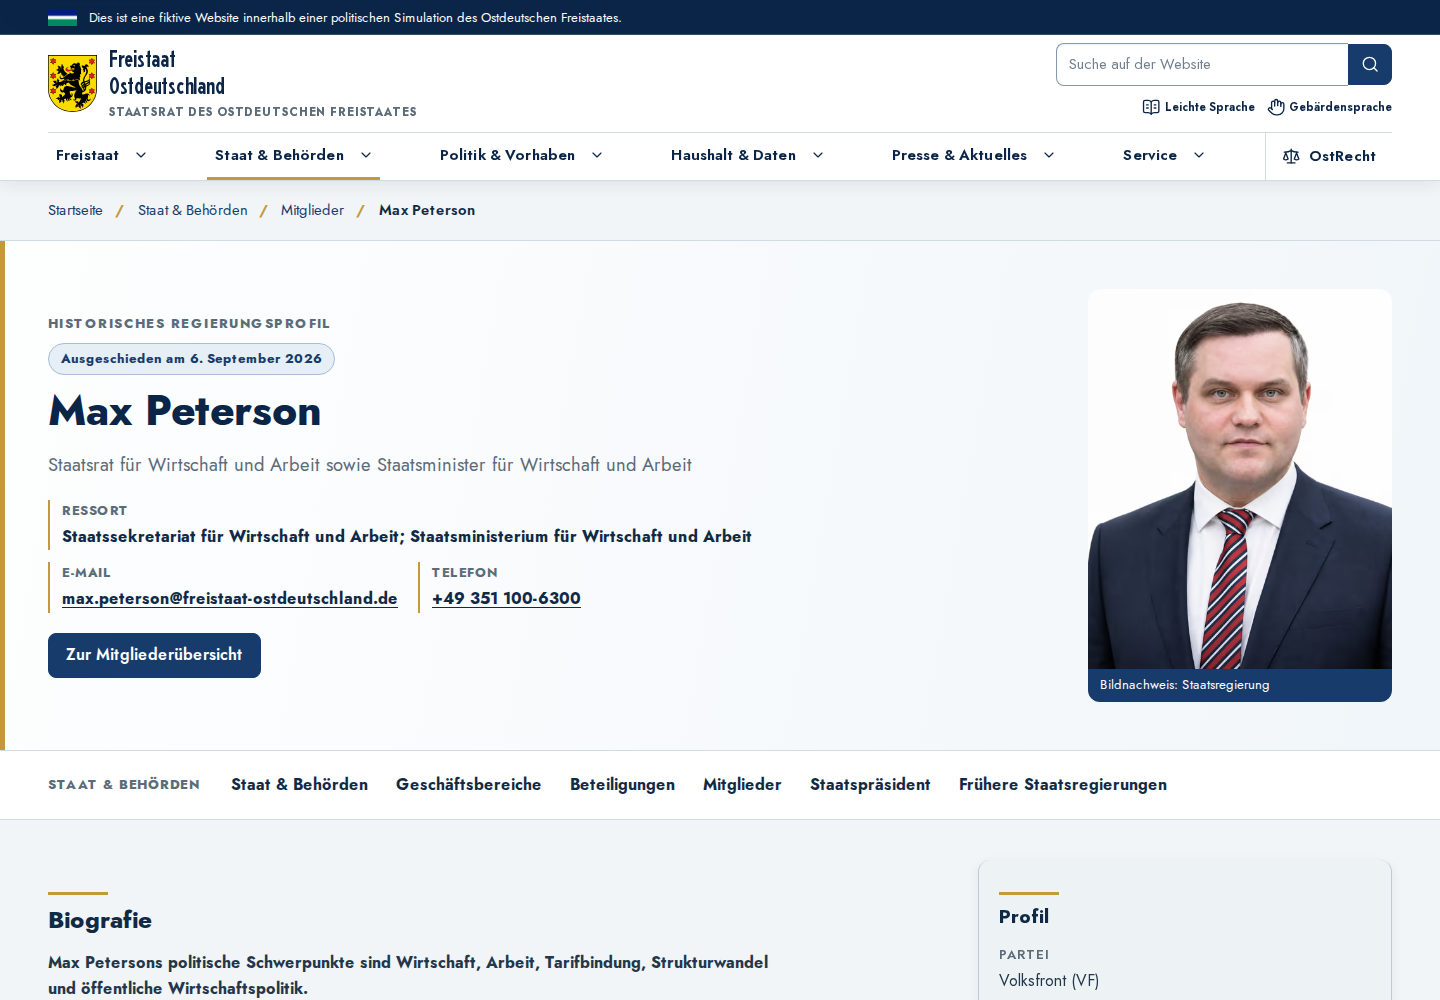 Dies ist eine fiktive Website innerhalb einer politischen Simulation des Ostdeutschen Freistaates.
Freistaat
Ostdeutschland
STAATSRAT DES OSTDEUTSCHEN FREISTAATES
Suche auf der Website
Leichte Sprache Gebärdensprache
Freistaat Staat & Behörden Politik & Vorhaben Haushalt & Daten Presse & Aktuelles Service OstRecht
Startseite / Staat & Behörden / Mitglieder / Max Peterson
HISTORISCHES REGIERUNGSPROFIL
Ausgeschieden am 6. September 2026
Max Peterson
Staatsrat für Wirtschaft und Arbeit sowie Staatsminister für Wirtschaft und Arbeit
RESSORT
Staatssekretariat für Wirtschaft und Arbeit; Staatsministerium für Wirtschaft und Arbeit
E-MAIL TELEFON
max.peterson@freistaat-ostdeutschland.de +49 351 100-6300
Zur Mitgliederübersicht
Bildnachweis: Staatsregierung
STAAT & BEHÖRDEN Staat & Behörden Geschäftsbereiche Beteiligungen Mitglieder Staatspräsident Frühere Staatsregierungen
Biografie
Max Petersons politische Schwerpunkte sind Wirtschaft, Arbeit, Tarifbindung, Strukturwandel
und öffentliche Wirtschaftspolitik.
Profil
PARTEI
Volksfront (VF)